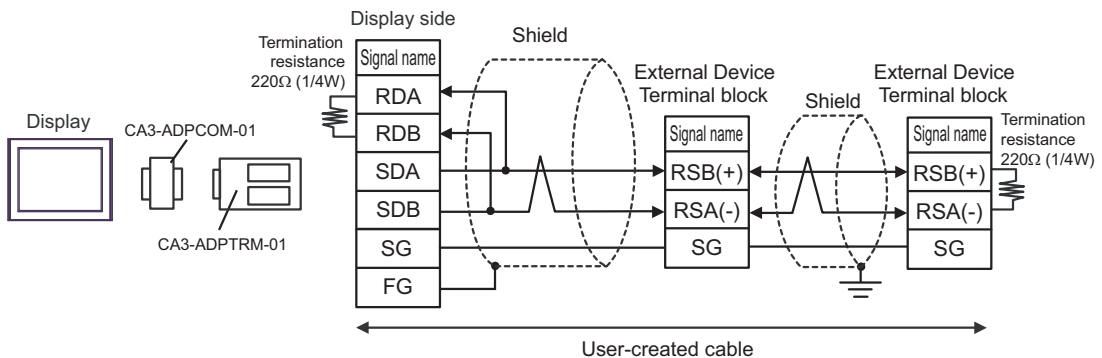 Display side
Shield
Termination
resistance
220Ω (1/4W)
Signal name
RDA
RDB
SDA
SDB
SG
FG
Display
CA3-ADPCOM-01
CA3-ADPTRM-01
External Device
Terminal block
Signal name
RSB(+)
RSA(-)
SG
Shield
External Device
Terminal block
Signal name
RSB(+)
RSA(-)
SG
Termination
resistance
220Ω (1/4W)
User-created cable